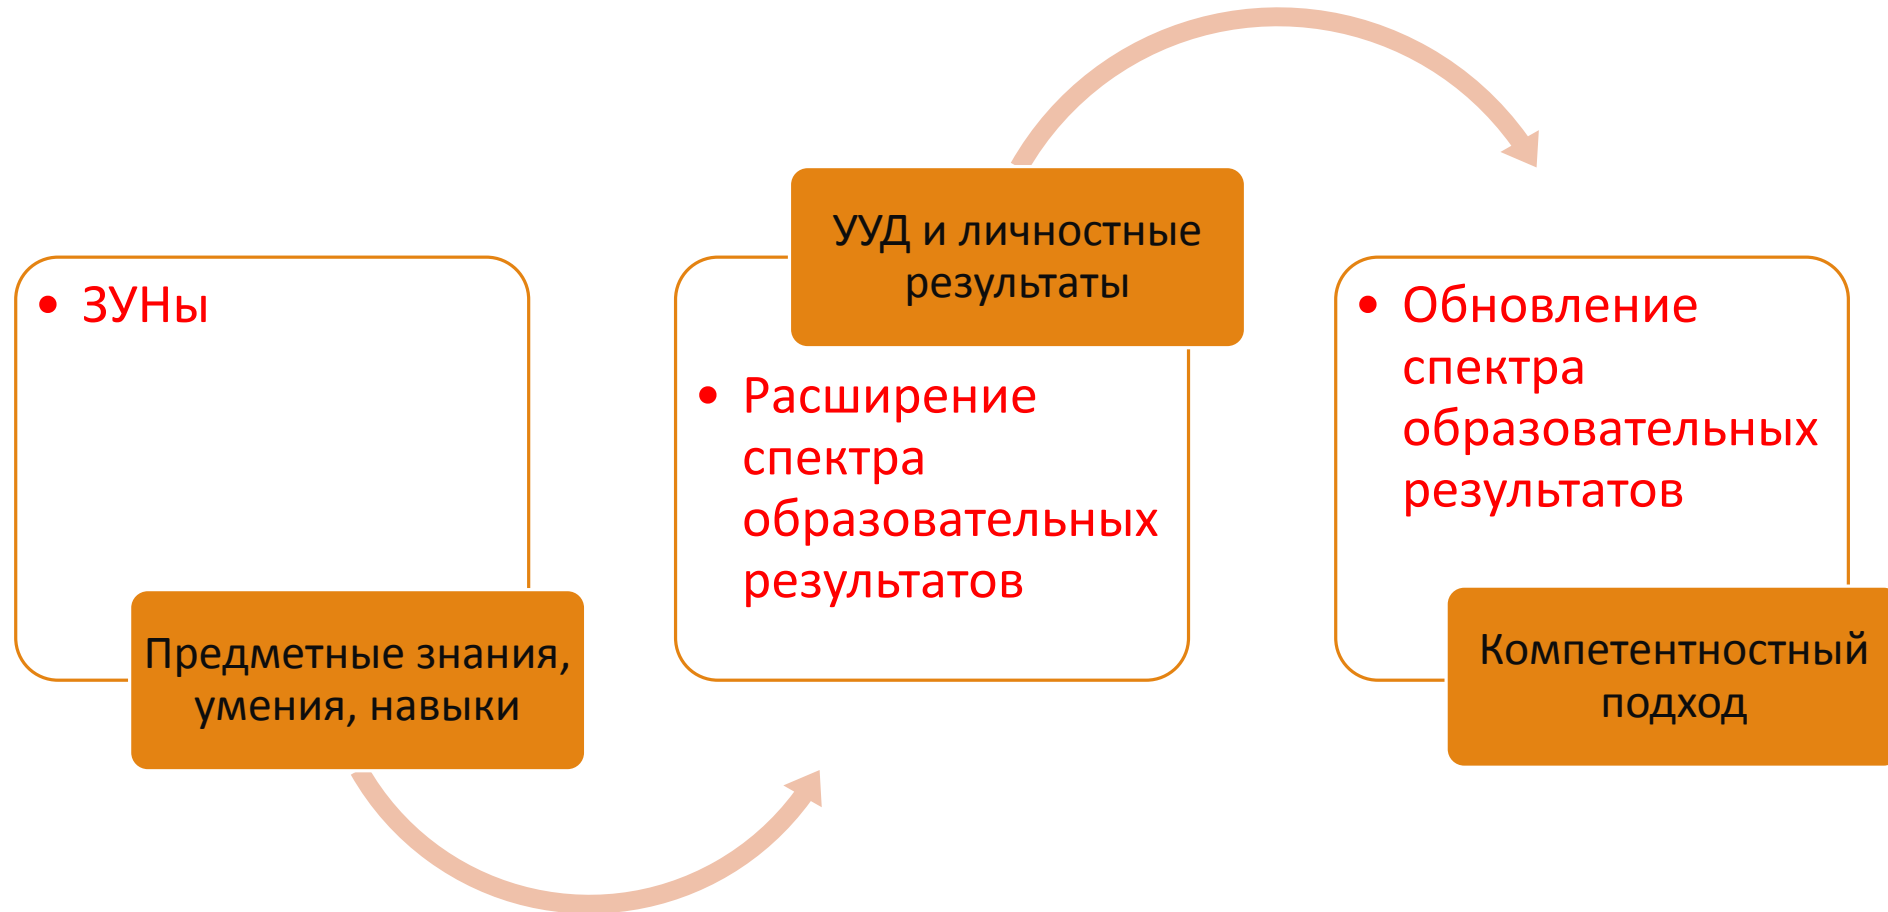 • ЗУНы
Предметные знания,
умения, навыки
УУД и личностные
результаты
• Расширение
спектра
образовательных
результатов
• Обновление
спектра
образовательных
результатов
Компетентностный
подход